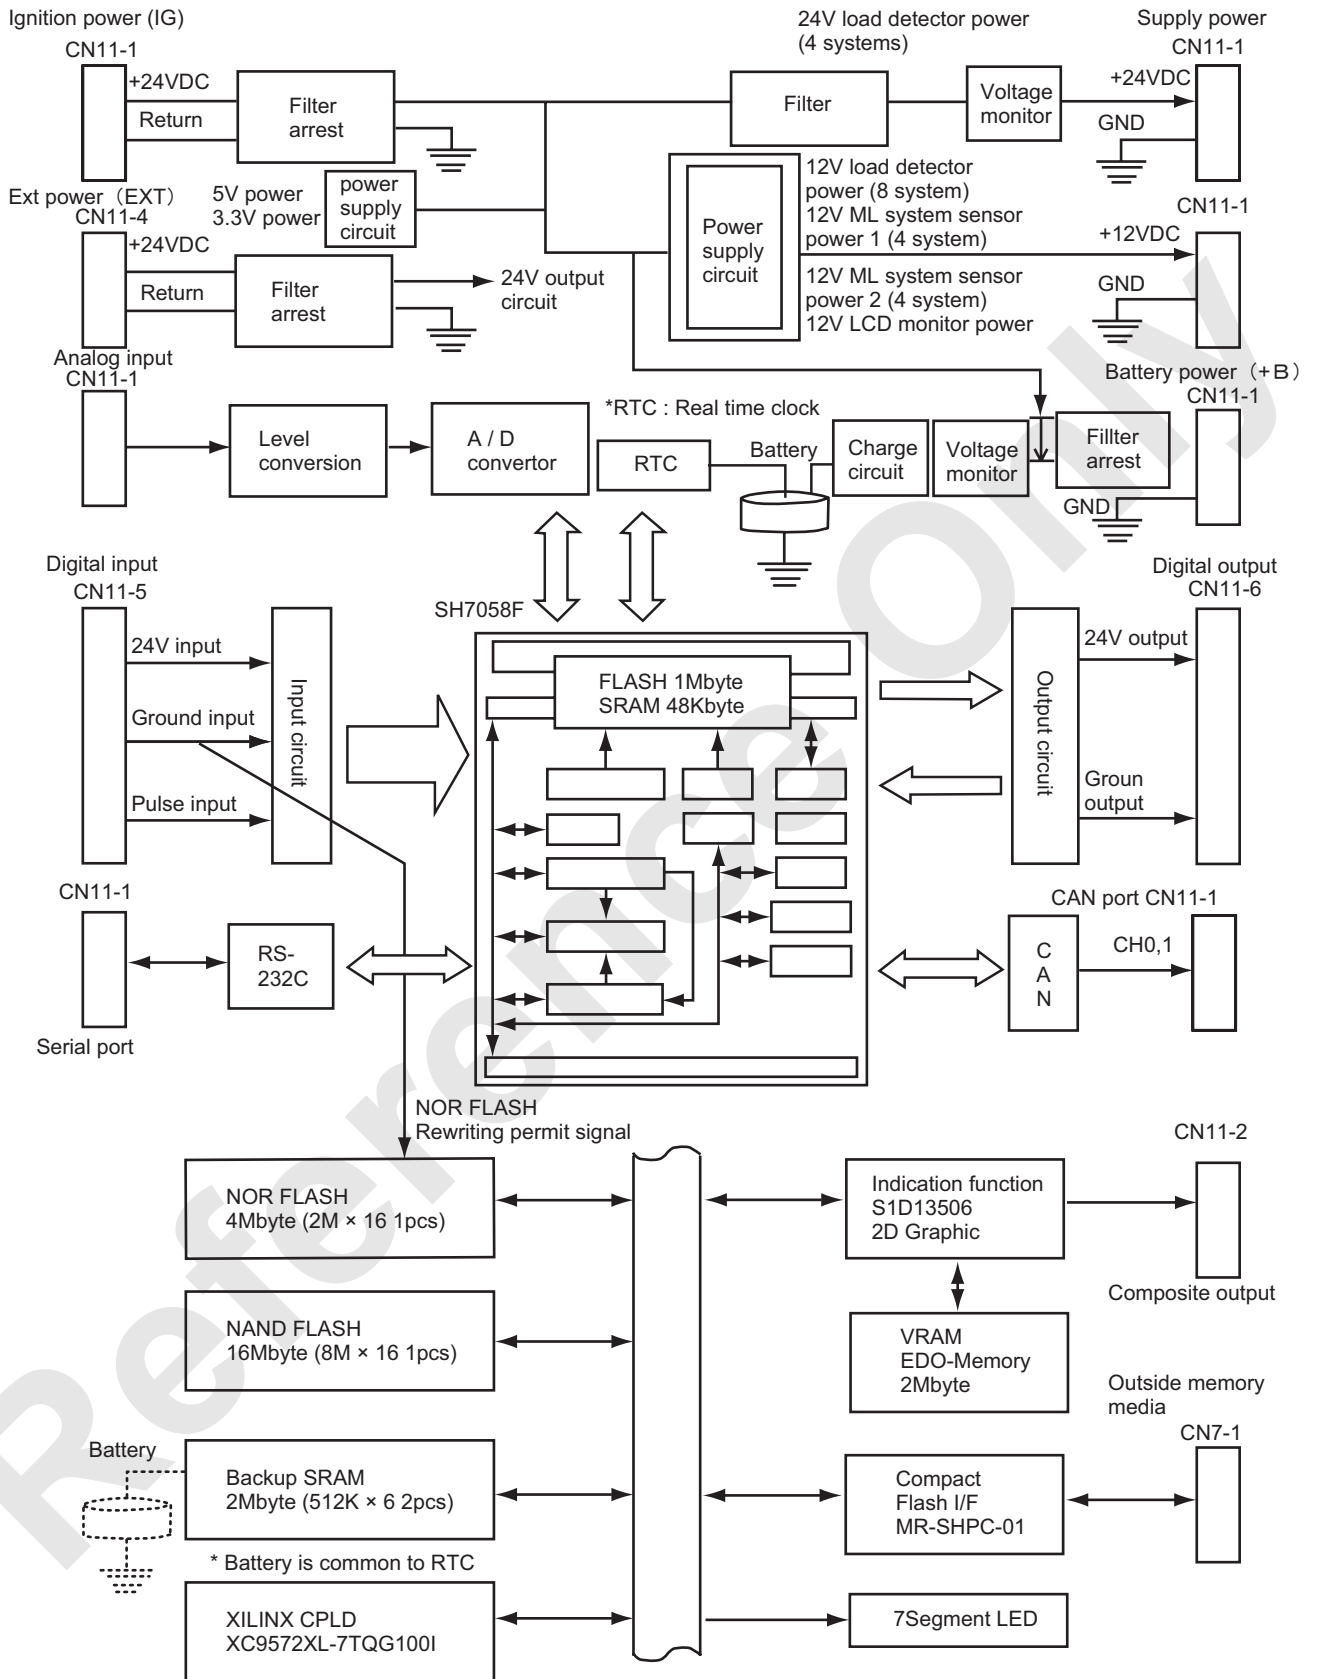 Ignition power (IG)
CN11-1
+24VDC
Return
Filter
arrest
24V load detector power
(4 systems)
Filter
Voltage
monitor
Supply power
CN11-1
+24VDC
GND
Ext power（EXT）
CN11-4
+24VDC
Return
5V power
3.3V power
power
supply
circuit
Filter
arrest
24V output
circuit
Power
supply
circuit
12V load detector
power (8 system)
12V ML system sensor
power 1 (4 system)
12V ML system sensor
power 2 (4 system)
12V LCD monitor power
CN11-1
+12VDC
GND
Analog input
CN11-1
Level
conversion
A / D
convertor
*RTC : Real time clock
RTC
Battery
Charge
circuit
Voltage
monitor
Fillter
arrest
Battery power（+B）
CN11-1
GND
Digital input
CN11-5
24V input
Ground input
Pulse input
Input circuit
SH7058F
FLASH 1Mbyte
SRAM 48Kbyte
Output circuit
Digital output
CN11-6
24V output
Groun
output
CN11-1
RS-
232C
Serial port
CAN port CN11-1
C
A
N
CH0,1
NOR FLASH
Rewriting permit signal
NOR FLASH
4Mbyte (2M × 16 1pcs)
Indication function
S1D13506
2D Graphic
CN11-2
Composite output
NAND FLASH
16Mbyte (8M × 16 1pcs)
VRAM
EDO-Memory
2Mbyte
Outside memory
media
CN7-1
Battery
Backup SRAM
2Mbyte (512K × 6 2pcs)
Compact
Flash I/F
MR-SHPC-01
* Battery is common to RTC
XILINX CPLD
XC9572XL-7TQG100I
7Segment LED
Reference Only